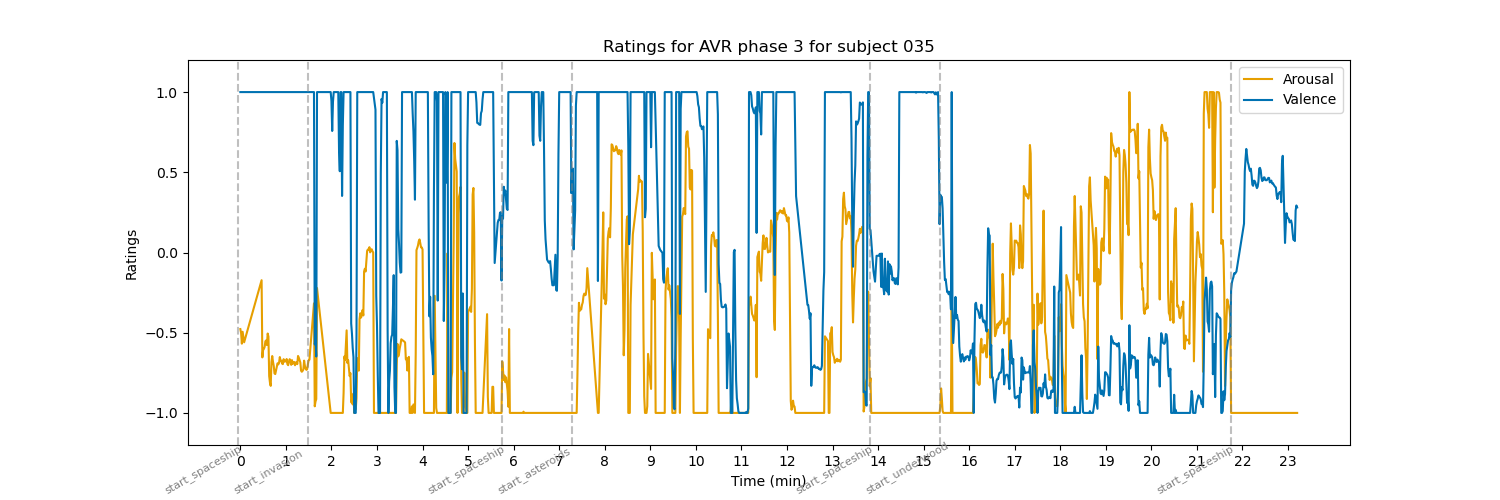 Ratings for AVR phase 3 for subject 035
Arousal
Valence
Ratings
1.0
0.5
0.0
−0.5
−1.0
0 1 2 3 4 5 6 7 8 9 10 11 12 13 14 15 16 17 18 19 20 21 22 23
start_spaceship
start_invasion
start_spaceship
start_asteroids
start_spaceship
start_underwood
start_spaceship
Time (min)